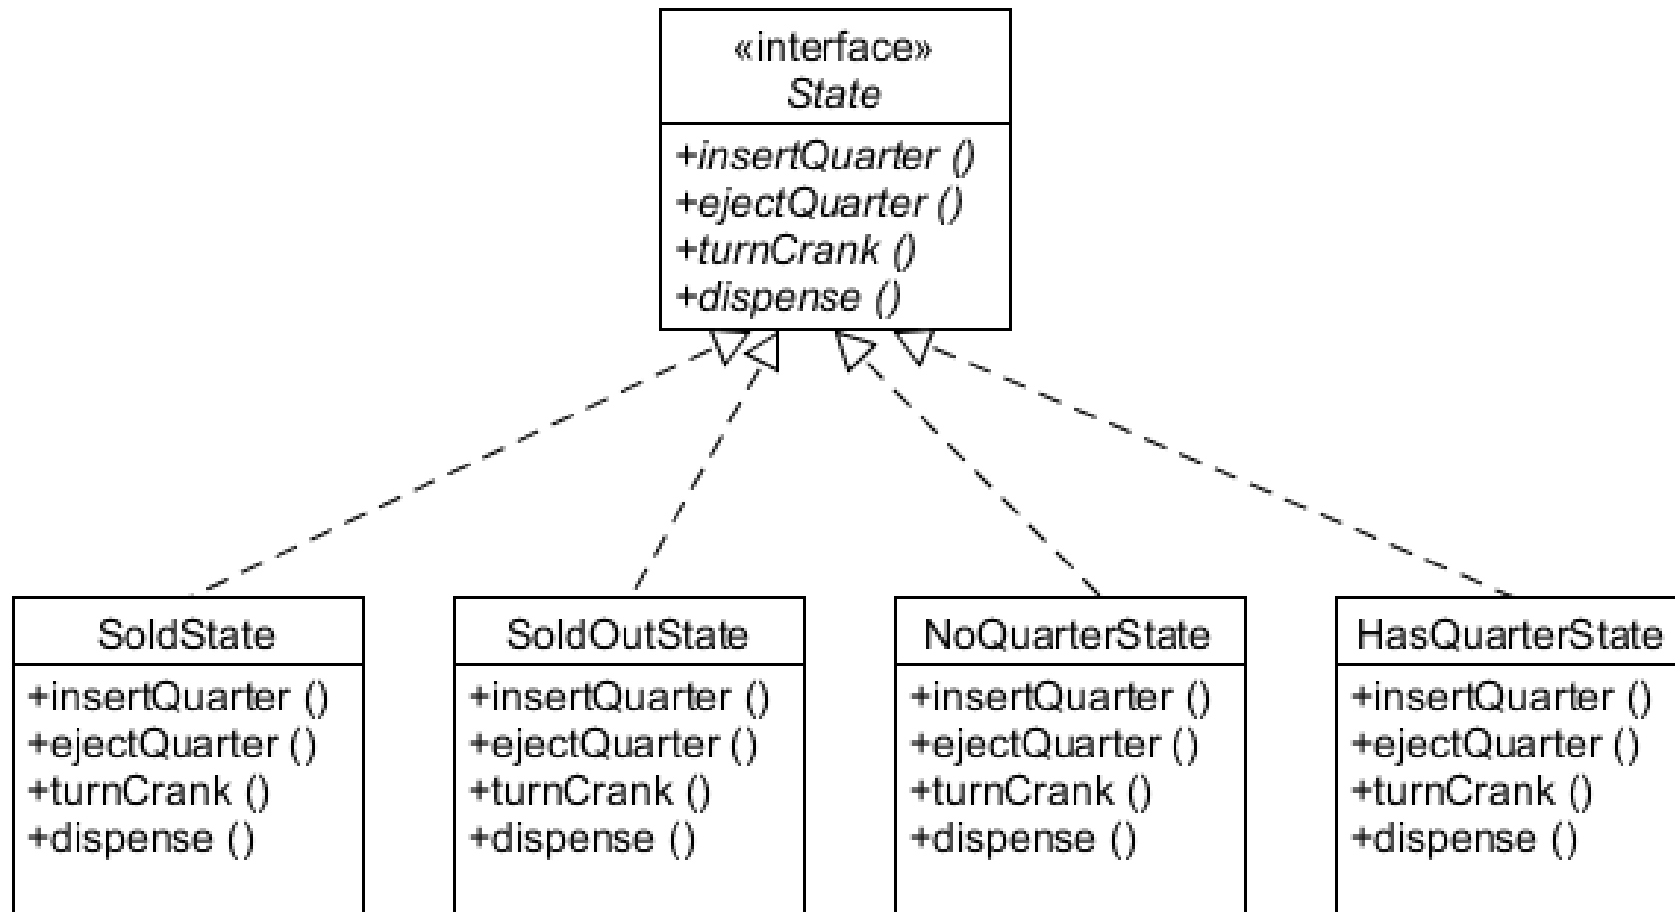 «interface»
State
+insertQuarter ()
+ejectQuarter ()
+turnCrank ()
+dispense ()
SoldState
+insertQuarter ()
+ejectQuarter ()
+turnCrank ()
+dispense ()
SoldOutState
+insertQuarter ()
+ejectQuarter ()
+turnCrank ()
+dispense ()
NoQuarterState
+insertQuarter ()
+ejectQuarter ()
+turnCrank ()
+dispense ()
HasQuarterState
+insertQuarter ()
+ejectQuarter ()
+turnCrank ()
+dispense ()